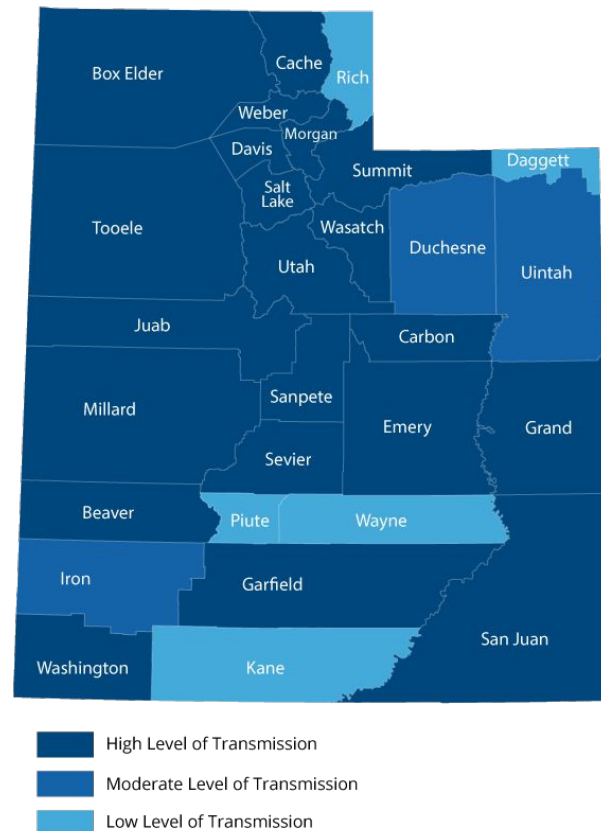 Box Elder
Cache
Rich
Weber
Morgan
Davis
Daggett
Summit
Salt
Lake
Tooele
Wasatch
Duchesne
Utah
Uintah
Juab
Carbon
Sanpete
Millard
Emery
Grand
Sevier
Beaver
Piute
Wayne
Iron
Garfield
San Juan
Washington
Kane
High Level of Transmission
Moderate Level of Transmission
Low Level of Transmission